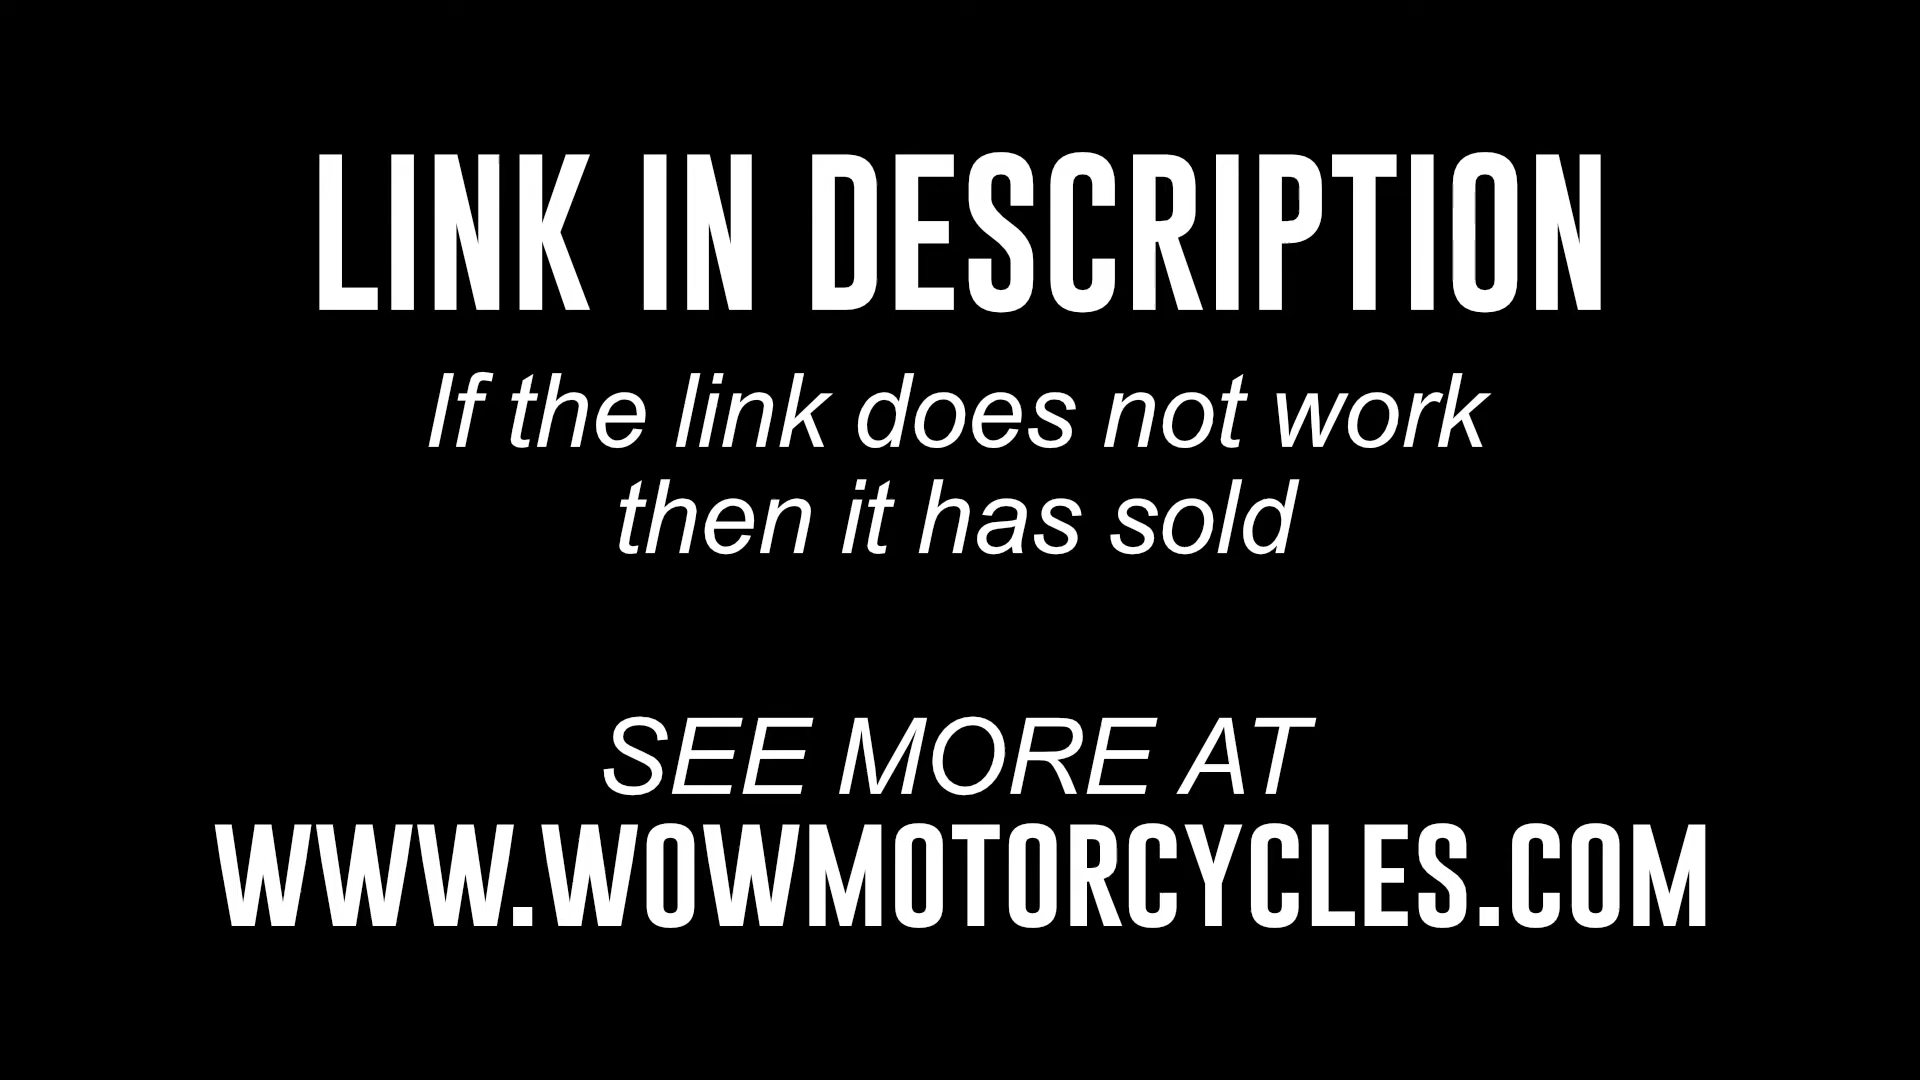 LINK IN DESCRIPTION
If the link does not work
then it has sold
SEE MORE AT
WWW.WOWMOTORCYCLES.COM